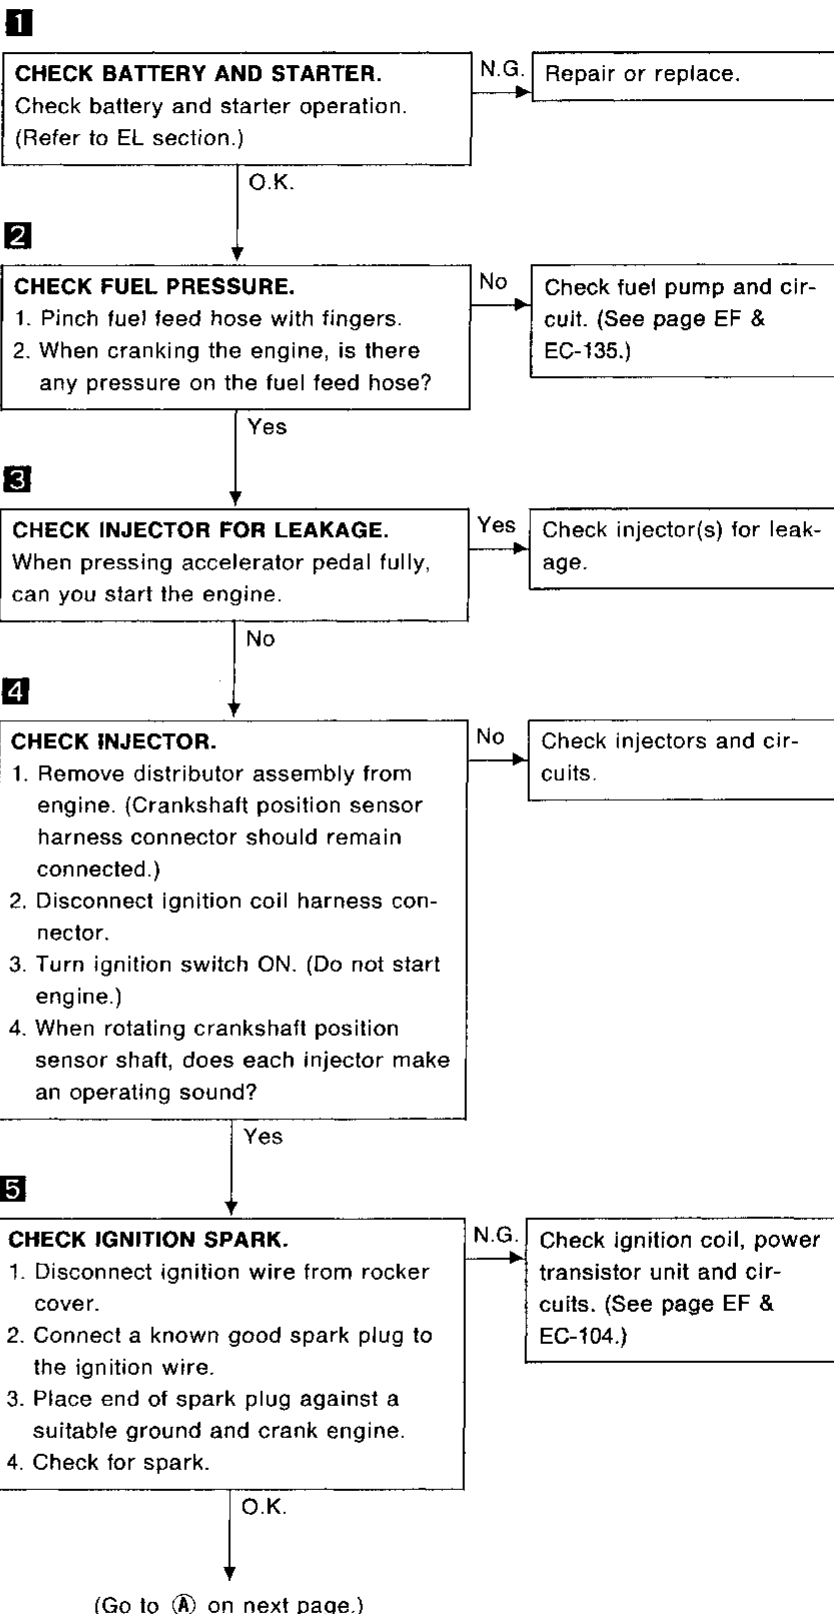 1
CHECK BATTERY AND STARTER.
Check battery and starter operation.
(Refer to EL section.)
N.G.
Repair or replace.
O.K.
2
CHECK FUEL PRESSURE.
1. Pinch fuel feed hose with fingers.
2. When cranking the engine, is there
any pressure on the fuel feed hose?
No
Check fuel pump and cir-
cuit. (See page EF &
EC-135.)
Yes
3
CHECK INJECTOR FOR LEAKAGE.
When pressing accelerator pedal fully,
can you start the engine.
Yes
Check injector(s) for leak-
age.
No
4
CHECK INJECTOR.
1. Remove distributor assembly from
engine. (Crankshaft position sensor
harness connector should remain
connected.)
2. Disconnect ignition coil harness con-
nector.
3. Turn ignition switch ON. (Do not start
engine.)
4. When rotating crankshaft position
sensor shaft, does each injector make
an operating sound?
No
Check injectors and cir-
cuits.
Yes
5
CHECK IGNITION SPARK.
1. Disconnect ignition wire from rocker
cover.
2. Connect a known good spark plug to
the ignition wire.
3. Place end of spark plug against a
suitable ground and crank engine.
4. Check for spark.
N.G.
Check ignition coil, power
transistor unit and cir-
cuits. (See page EF &
EC-104.)
O.K.
(Go to Ⓐ on next page.)